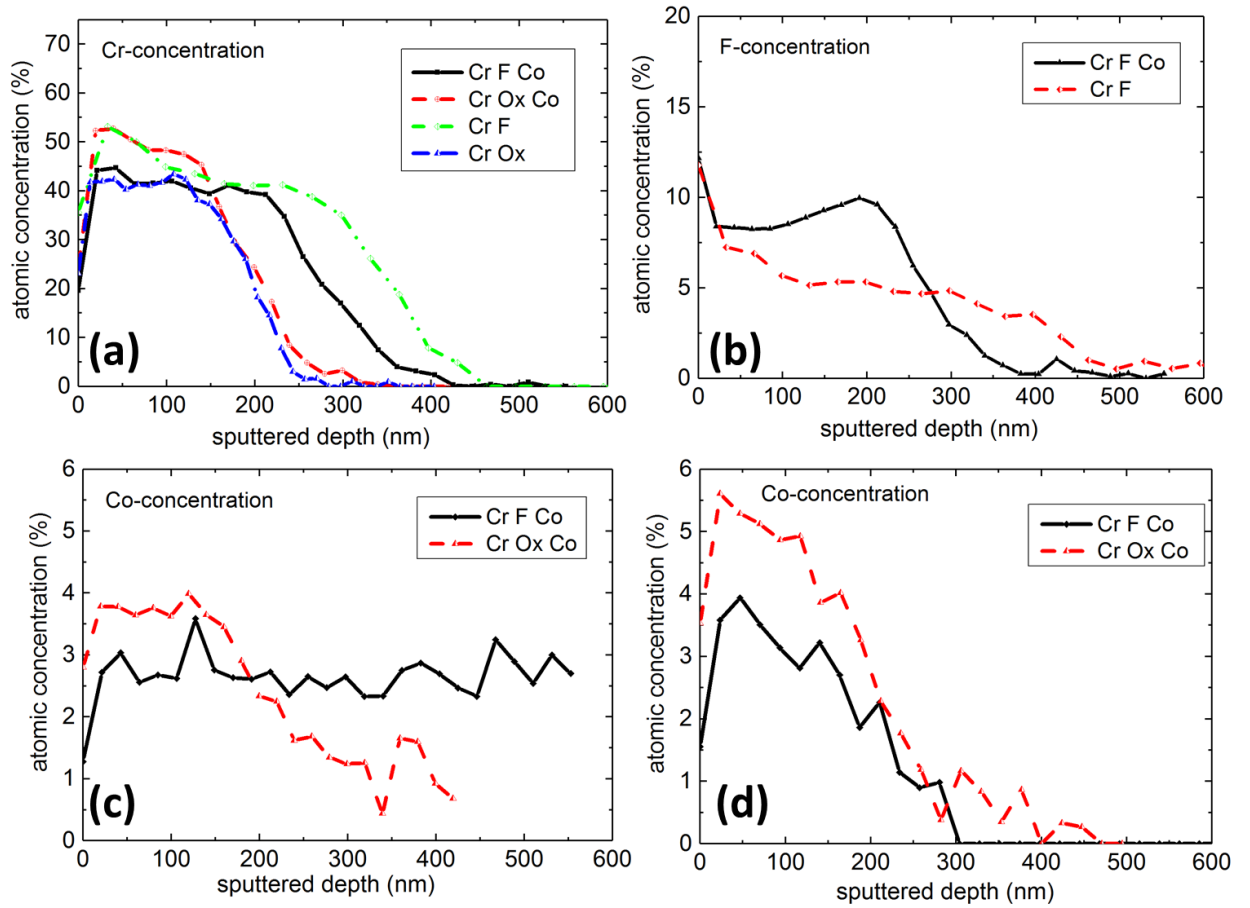 Cr-concentration
Cr F Co
Cr Ox Co
Cr F
Cr Ox
atomic concentration (%)
70
60
50
40
30
20
10
0
(a)
0 100 200 300 400 500 600
sputtered depth (nm)
F-concentration
Cr F Co
Cr F
atomic concentration (%)
20
15
10
5
0
(b)
0 100 200 300 400 500 600
sputtered depth (nm)
Co-concentration
Cr F Co
Cr Ox Co
atomic concentration (%)
6
5
4
3
2
1
0
(c)
0 100 200 300 400 500 600
sputtered depth (nm)
Co-concentration
Cr F Co
Cr Ox Co
atomic concentration (%)
6
5
4
3
2
1
0
(d)
0 100 200 300 400 500 600
sputtered depth (nm)